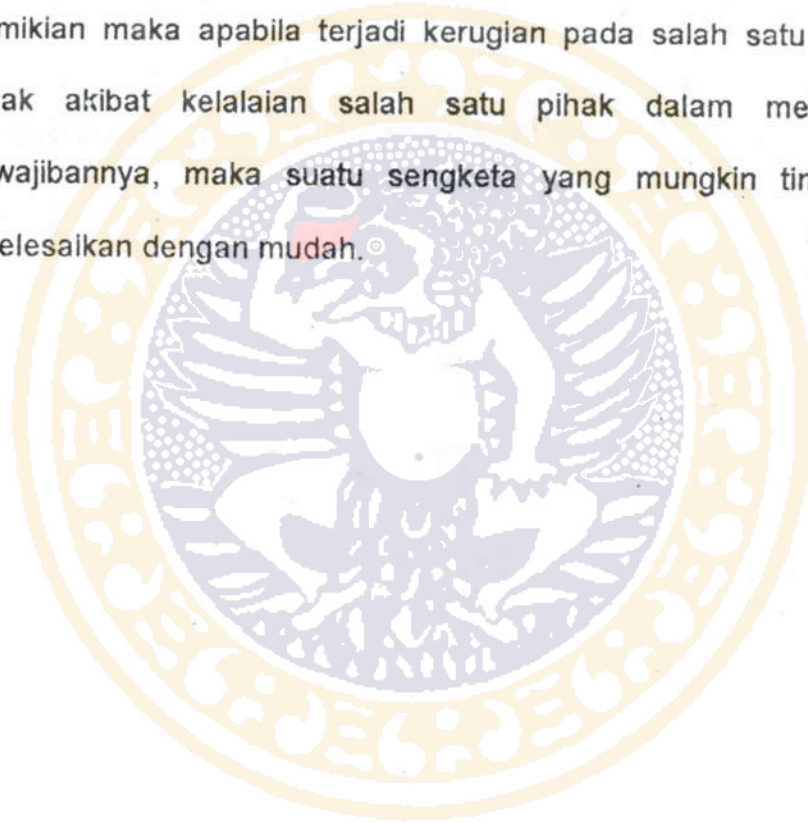 mikian maka apabila terjadi kerugian pada salah satu
ak akibat kelalaian salah satu pihak dalam me
wajibannya, maka suatu sengketa yang mungkin tin
elesaikan dengan mudah.